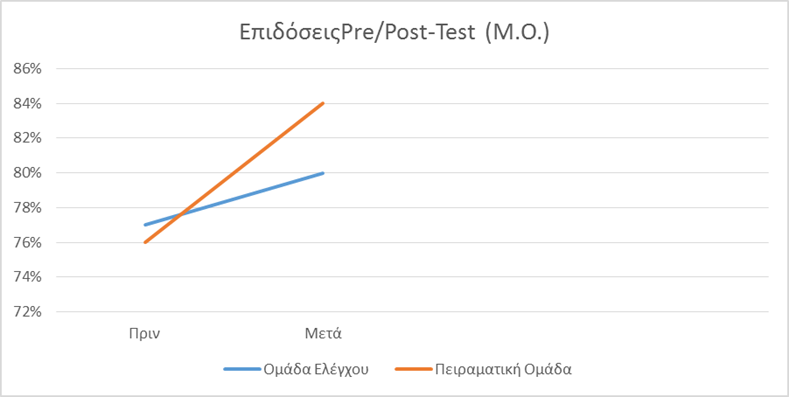 ΕπιδόσειςPre/Post-Test (Μ.Ο.)
86%
84%
82%
80%
78%
76%
74%
72%
Πριν Μετά
Ομάδα Ελέγχου Πειραματική Ομάδα